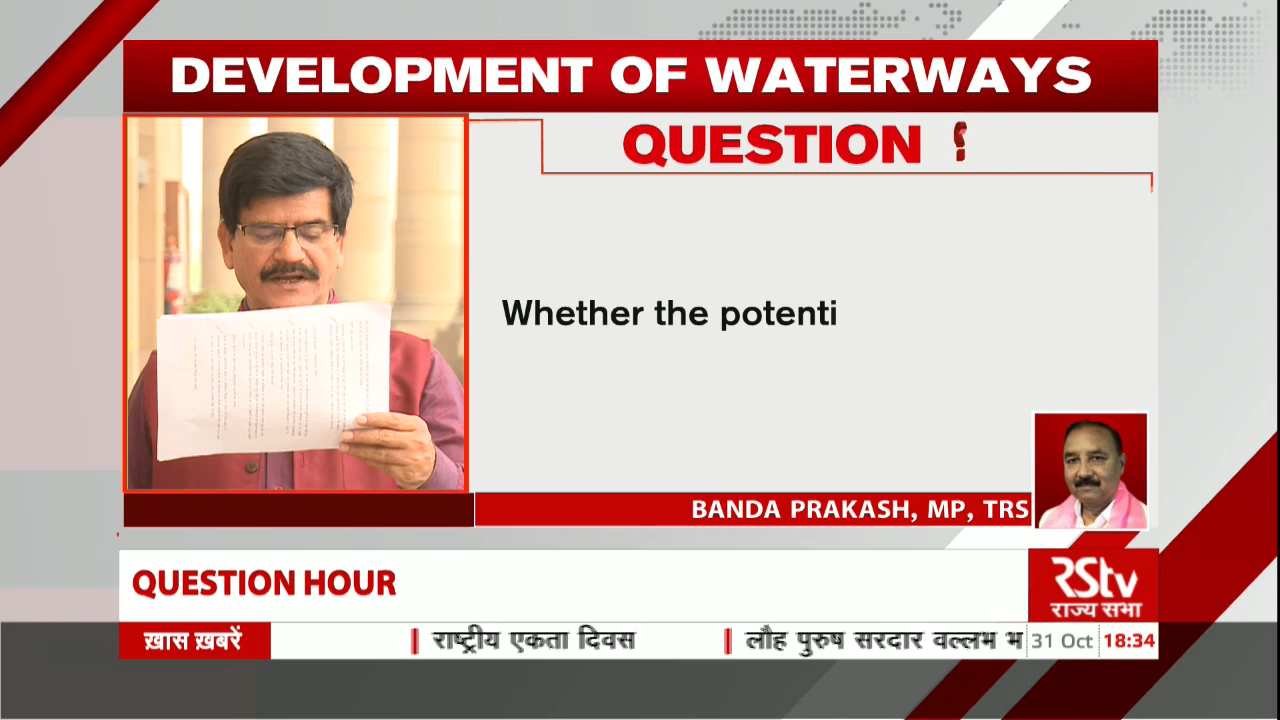 DEVELOPMENT OF WATERWAYS
QUESTION
Whether the potenti
BANDA PRAKASH, MP, TRS
QUESTION HOUR
RStv
राज्य सभा
ख़ास ख़बरें
राष्ट्रीय एकता दिवस
लौह पुरुष सरदार वल्लभ भ
31 Oct
18:34